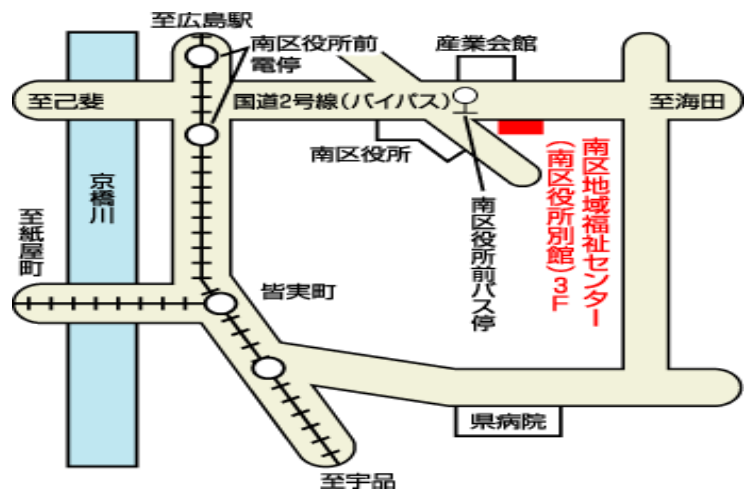 至広島駅
南区役所前
電停
産業会館
至己斐
国道2号線(バイパス)
至海田
南区役所
京橋川
至紙屋町
南区役所前バス停
南区地域福祉センター
(南区役所別館)3F
皆実町
県病院
至宇品